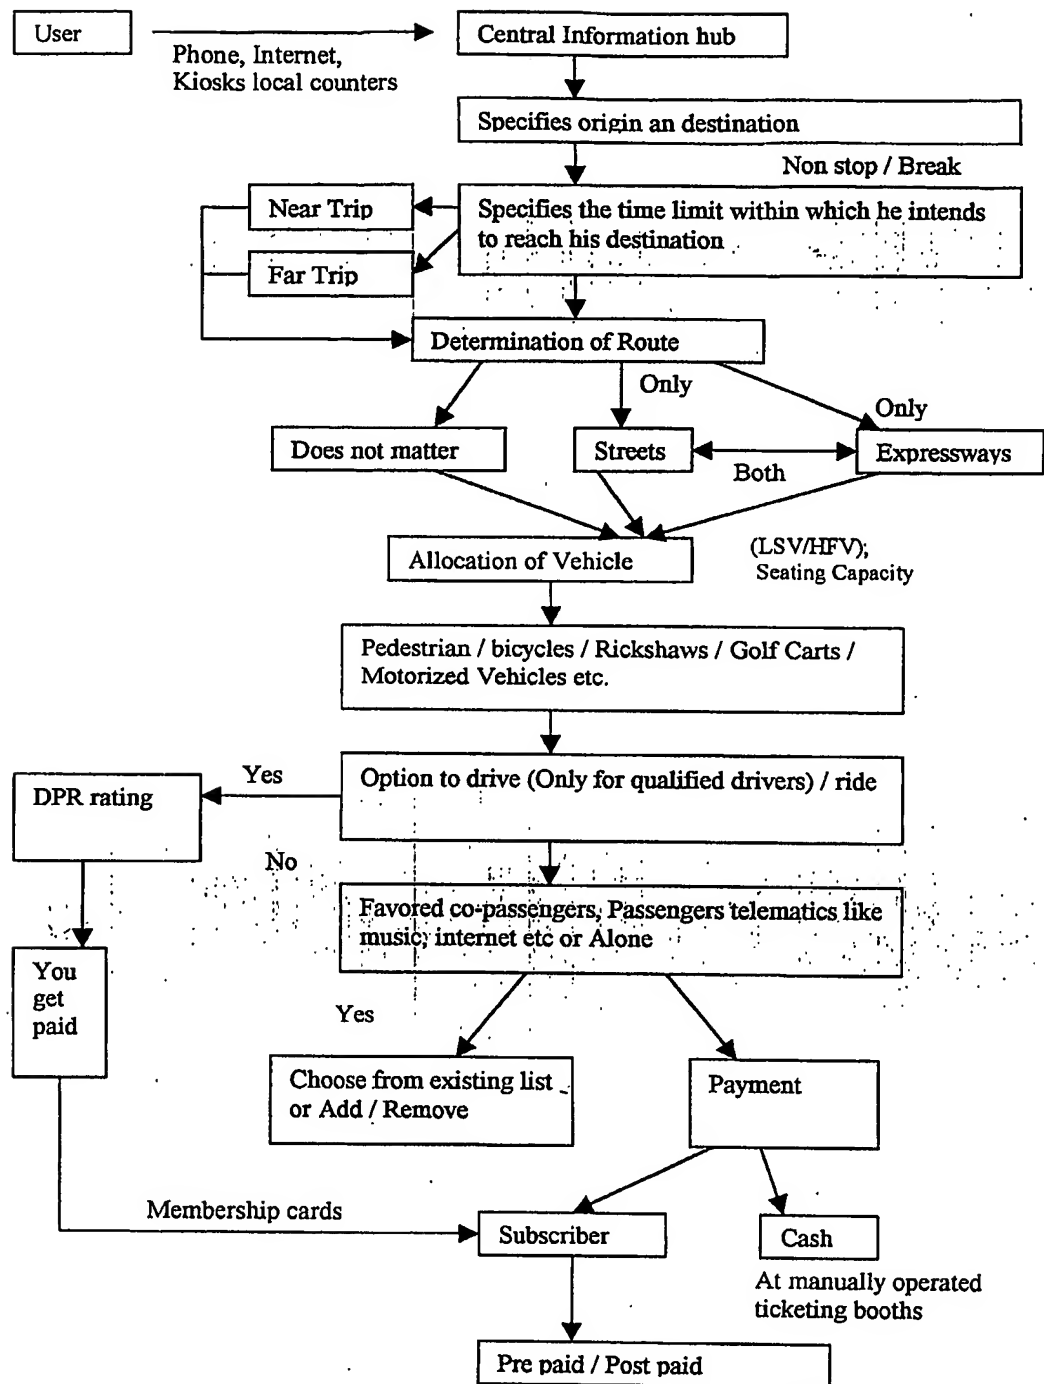 User
Phone, Internet,
Kiosks local counters
Central Information hub
Specifies origin an destination
Non stop / Break
Near Trip
Specifies the time limit within which he intends
to reach his destination
Far Trip
Determination of Route
Only
Only
Does not matter
Streets
Both
Expressways
Allocation of Vehicle
(LSV/HFV);
Seating Capacity
Pedestrian / bicycles / Rickshaws / Golf Carts /
Motorized Vehicles etc.
Yes
Option to drive (Only for qualified drivers) / ride
DPR rating
No
Favored co-passengers, Passengers telematics like
music, internet etc or Alone
You
get
paid
Yes
Choose from existing list
or Add / Remove
Payment
Membership cards
Subscriber
Cash
At manually operated
ticketing booths
Pre paid / Post paid